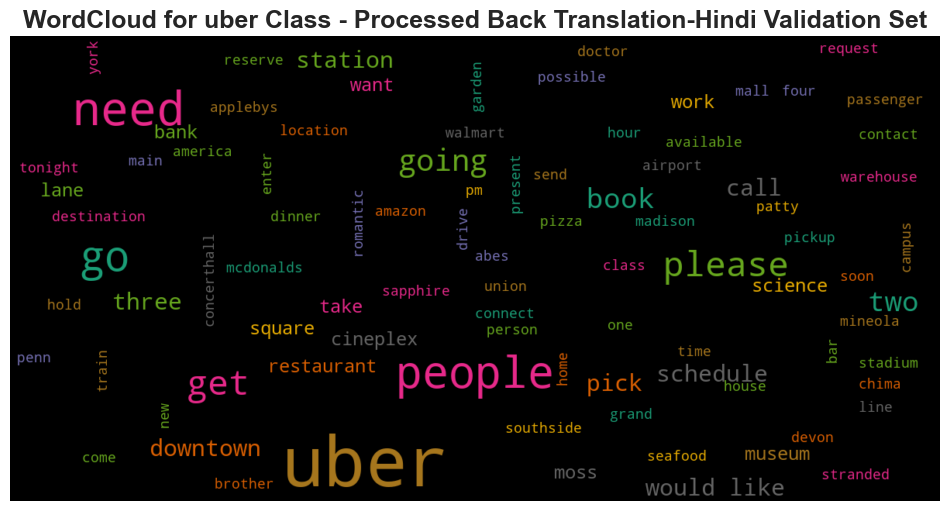 WordCloud for uber Class - Processed Back Translation-Hindi Validation Set
york
reserve
station
doctor
request
want
garden
possible
mall
four
need
applebys
work
passenger
bank
location
walmart
hour
available
contact
tonight
main
america
enter
going
present
send
airport
warehouse
lane
pm
book
call
patty
destination
dinner
romantic
amazon
drive
pizza
madison
pickup
campus
go
concerthall
mcdonalds
abes
class
please
science
soon
hold
three
take
sapphire
union
two
square
cineplex
connect
person
one
mineola
penn
train
restaurant
home
time
bar
stadium
get
people
pick
schedule
house
chima
new
grand
line
downtown
southside
devon
come
uber
seafood
museum
brother
moss
would like
stranded